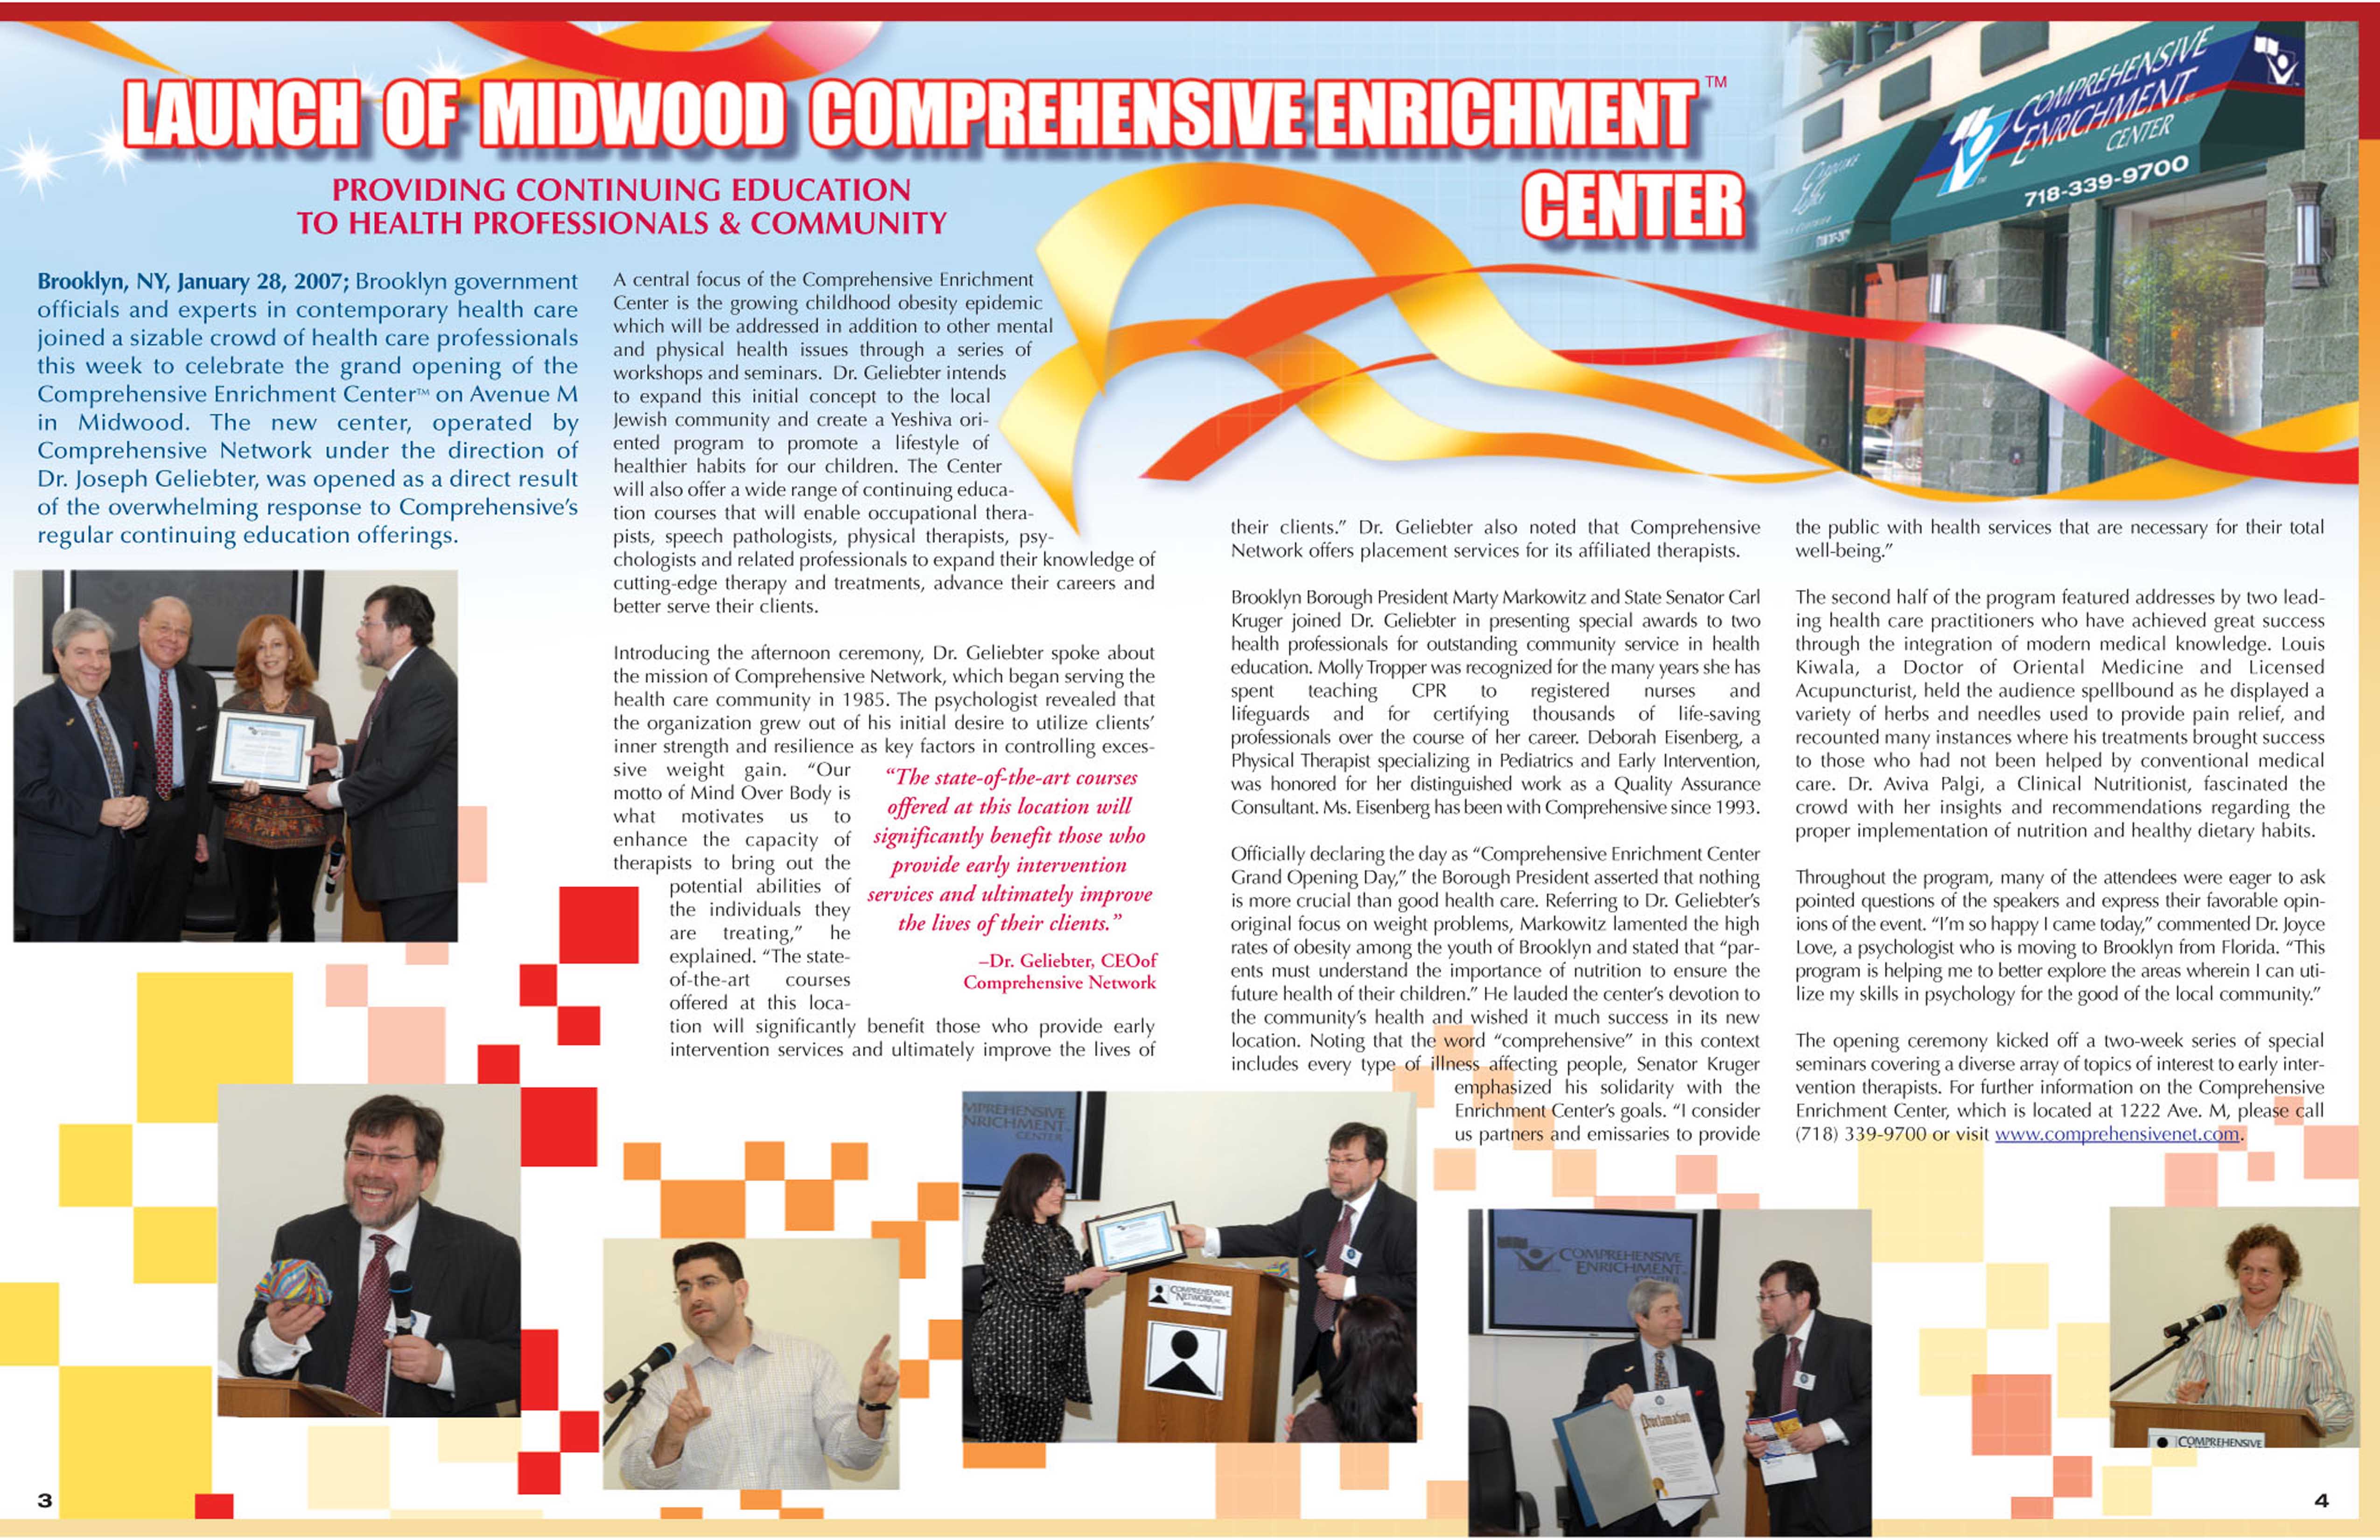 LAUNCH OF MIDWOOD COMPREHENSIVE ENRICHMENT™
CENTER
PROVIDING CONTINUING EDUCATION
TO HEALTH PROFESSIONALS & COMMUNITY
COMPREHENSIVE
ENRICHMENT
CENTER
718-339-9700
Brooklyn, NY, January 28, 2007; Brooklyn government
officials and experts in contemporary health care
joined a sizable crowd of health care professionals
this week to celebrate the grand opening of the
Comprehensive Enrichment Center™ on Avenue M
in Midwood. The new center, operated by
Comprehensive Network under the direction of
Dr. Joseph Geliebter, was opened as a direct result
of the overwhelming response to Comprehensive's
regular continuing education offerings.
A central focus of the Comprehensive Enrichment
Center is the growing childhood obesity epidemic
which will be addressed in addition to other mental
and physical health issues through a series of
workshops and seminars. Dr. Geliebter intends
to expand this initial concept to the local
Jewish community and create a Yeshiva ori-
ented program to promote a lifestyle of
healthier habits for our children. The Center
will also offer a wide range of continuing educa-
tion courses that will enable occupational thera-
pists, speech pathologists, physical therapists, psy-
chologists and related professionals to expand their knowledge of
cutting-edge therapy and treatments, advance their careers and
better serve their clients.
Introducing the afternoon ceremony, Dr. Geliebter spoke about
the mission of Comprehensive Network, which began serving the
health care community in 1985. The psychologist revealed that
the organization grew out of his initial desire to utilize clients'
inner strength and resilience as key factors in controlling exces-
sive weight gain. "Our
motto of Mind Over Body is
what motivates us to
enhance the capacity of
therapists to bring out the
potential abilities of
the individuals they
are treating," he
explained. "The state-
of-the-art courses
offered at this loca-
tion will significantly benefit those who provide early
intervention services and ultimately improve the lives of
"The state-of-the-art courses
offered at this location will
significantly benefit those who
provide early intervention
services and ultimately improve
the lives of their clients."
–Dr. Geliebter, CEOof
Comprehensive Network
their clients." Dr. Geliebter also noted that Comprehensive
Network offers placement services for its affiliated therapists.
Brooklyn Borough President Marty Markowitz and State Senator Carl
Kruger joined Dr. Geliebter in presenting special awards to two
health professionals for outstanding community service in health
education. Molly Tropper was recognized for the many years she has
spent teaching CPR to registered nurses and
lifeguards and for certifying thousands of life-saving
professionals over the course of her career. Deborah Eisenberg, a
Physical Therapist specializing in Pediatrics and Early Intervention,
was honored for her distinguished work as a Quality Assurance
Consultant. Ms. Eisenberg has been with Comprehensive since 1993.
Officially declaring the day as "Comprehensive Enrichment Center
Grand Opening Day," the Borough President asserted that nothing
is more crucial than good health care. Referring to Dr. Geliebter's
original focus on weight problems, Markowitz lamented the high
rates of obesity among the youth of Brooklyn and stated that "par-
ents must understand the importance of nutrition to ensure the
future health of their children." He lauded the center's devotion to
the community's health and wished it much success in its new
location. Noting that the word "comprehensive" in this context
includes every type of illness affecting people, Senator Kruger
emphasized his solidarity with the
Enrichment Center's goals. "I consider
us partners and emissaries to provide
the public with health services that are necessary for their total
well-being."
The second half of the program featured addresses by two lead-
ing health care practitioners who have achieved great success
through the integration of modern medical knowledge. Louis
Kiwala, a Doctor of Oriental Medicine and Licensed
Acupuncturist, held the audience spellbound as he displayed a
variety of herbs and needles used to provide pain relief, and
recounted many instances where his treatments brought success
to those who had not been helped by conventional medical
care. Dr. Aviva Palgi, a Clinical Nutritionist, fascinated the
crowd with her insights and recommendations regarding the
proper implementation of nutrition and healthy dietary habits.
Throughout the program, many of the attendees were eager to ask
pointed questions of the speakers and express their favorable opin-
ions of the event. "I'm so happy I came today," commented Dr. Joyce
Love, a psychologist who is moving to Brooklyn from Florida. "This
program is helping me to better explore the areas wherein I can uti-
lize my skills in psychology for the good of the local community."
The opening ceremony kicked off a two-week series of special
seminars covering a diverse array of topics of interest to early inter-
vention therapists. For further information on the Comprehensive
Enrichment Center, which is located at 1222 Ave. M, please call
(718) 339-9700 or visit www.comprehensivenet.com.
MPREHENSIVE
NRICHMENT
CENTER
COMPREHENSIVE
NETWORK
COMPREHENSIVE
ENRICHMENT
CENTER
Proclamation
COMPREHENSIVE
3
4